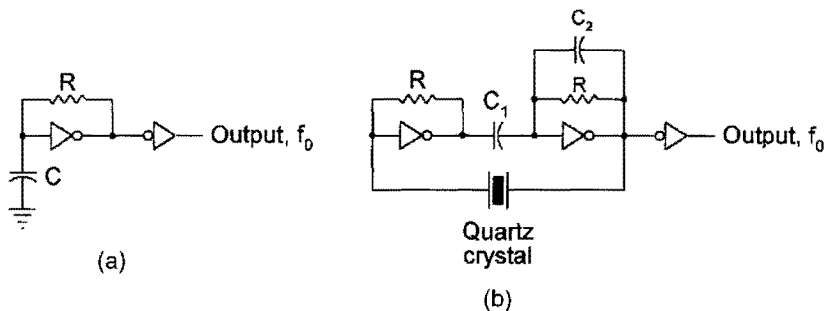 R
C
Output, f₀
(a)
C₂
R
R
C₁
Output, f₀
Quartz
crystal
(b)